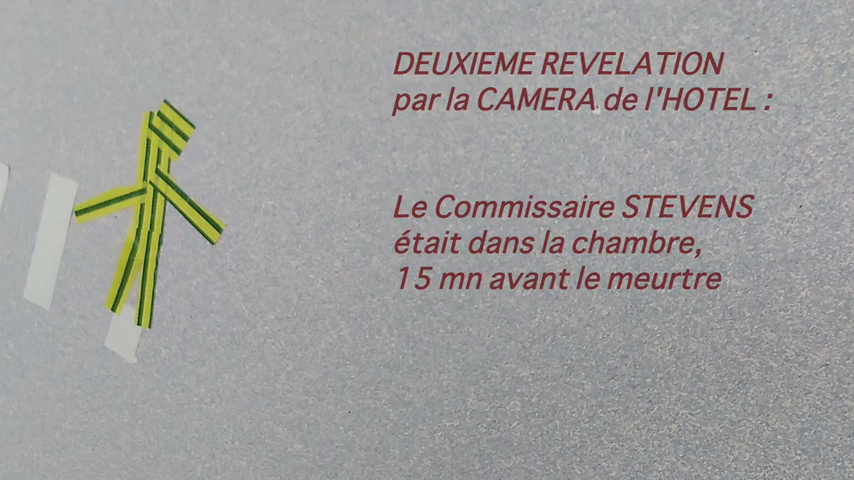 DEUXIEME REVELATION
par la CAMERA de l'HOTEL :
Le Commissaire STEVENS
était dans la chambre,
15 mn avant le meurtre